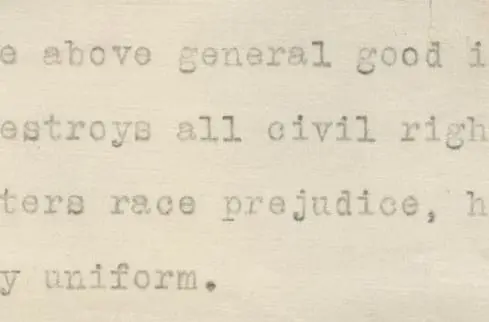 e above general good i
estroys all civil righ
ters race prejudice, h
y uniform.